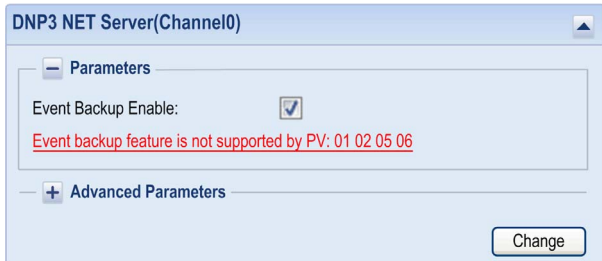 DNP3 NET Server(Channel0)
Parameters
Event Backup Enable:
Event backup feature is not supported by PV: 01 02 05 06
Advanced Parameters
Change